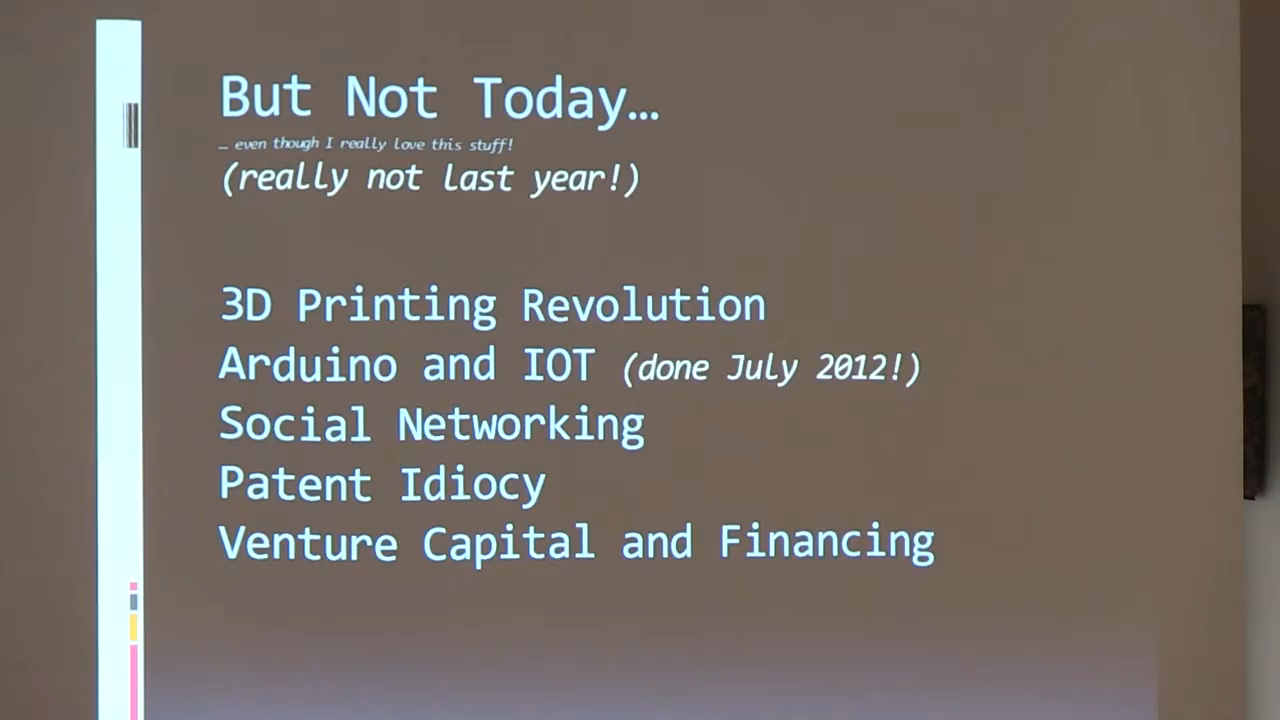 But Not Today…
… even though I really love this stuff!
(really not last year!)
3D Printing Revolution
Arduino and IOT (done July 2012!)
Social Networking
Patent Idiocy
Venture Capital and Financing